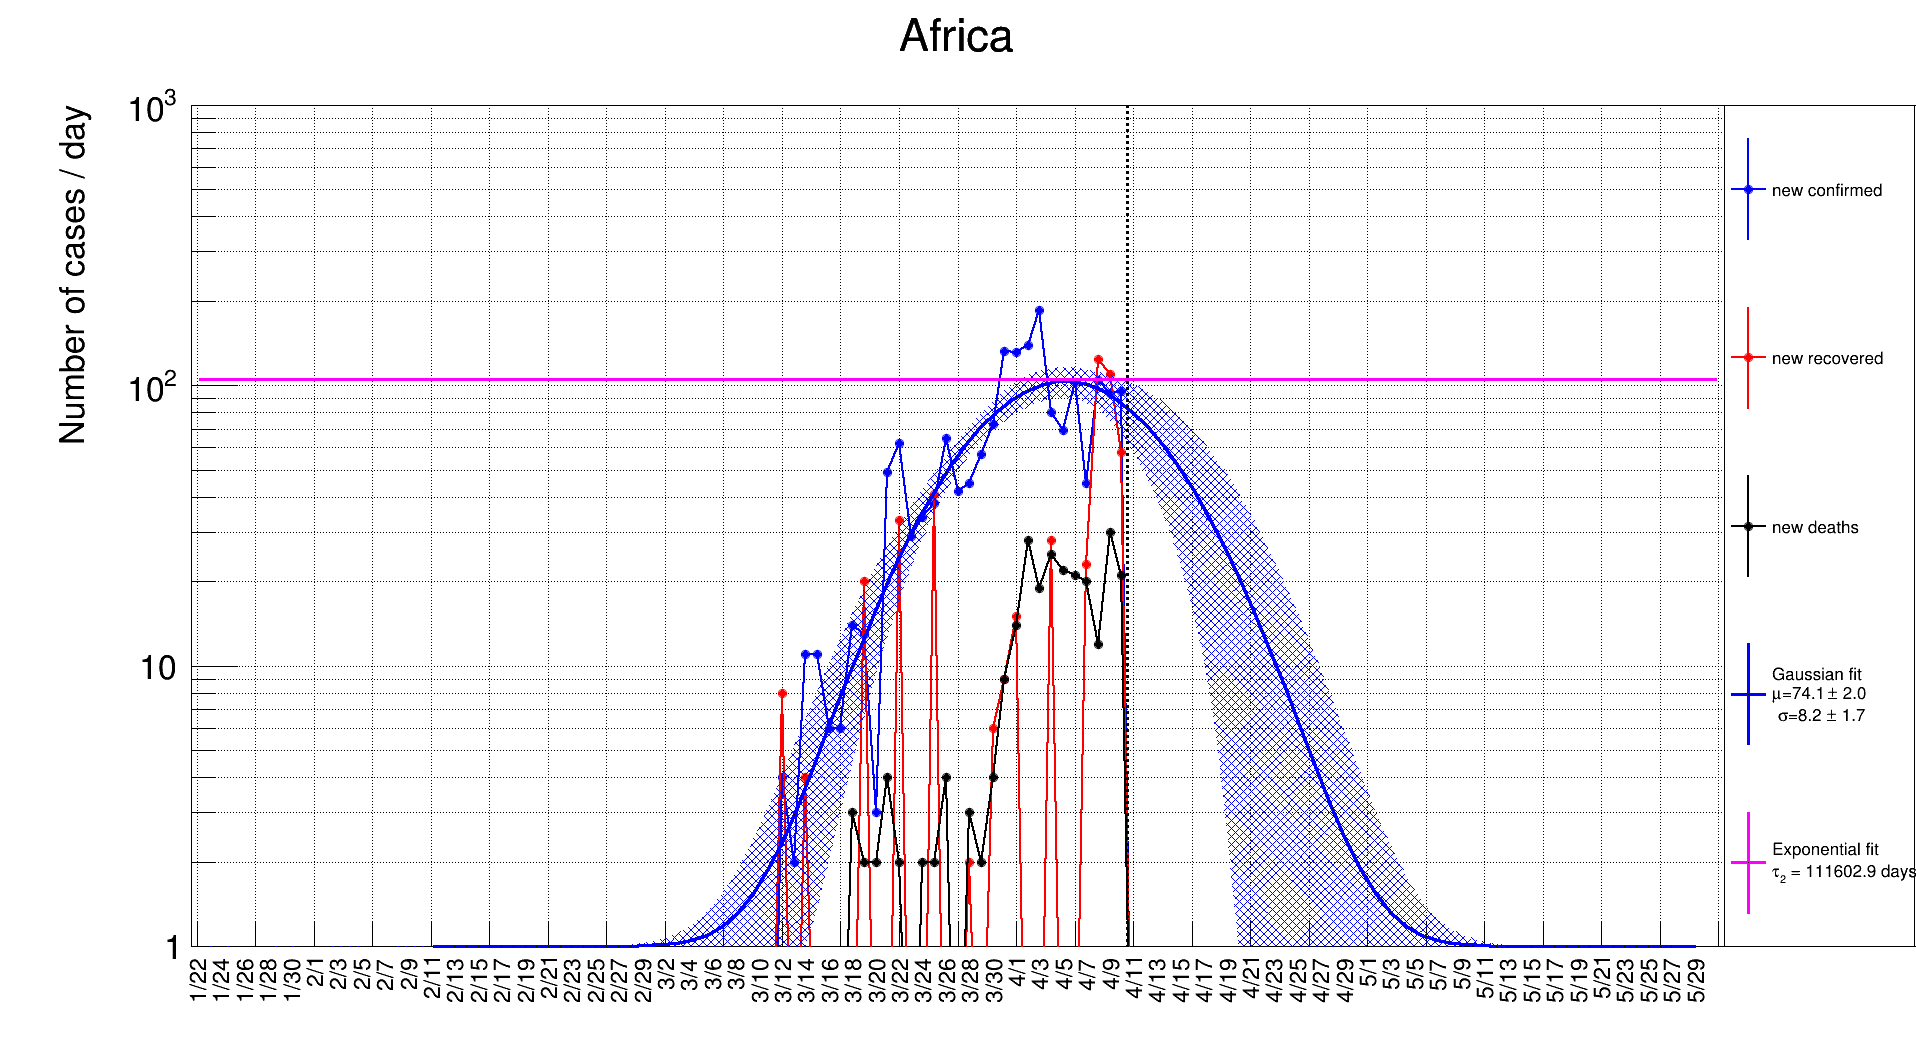 Africa
Number of cases / day
10³
10²
10
1
1/22 1/24 1/26 1/28 1/30 2/1 2/3 2/5 2/7 2/9 2/11 2/13 2/15 2/17 2/19 2/21 2/23 2/25 2/27 2/29 3/2 3/4 3/6 3/8 3/10 3/12 3/14 3/16 3/18 3/20 3/22 3/24 3/26 3/28 3/30 4/1 4/3 4/5 4/7 4/9 4/11 4/13 4/15 4/17 4/19 4/21 4/23 4/25 4/27 4/29 5/1 5/3 5/5 5/7 5/9 5/11 5/13 5/15 5/17 5/19 5/21 5/23 5/25 5/27 5/29
new confirmed
new recovered
new deaths
Gaussian fit
μ=74.1 ± 2.0
σ=8.2 ± 1.7
Exponential fit
τ₂ = 111602.9 days